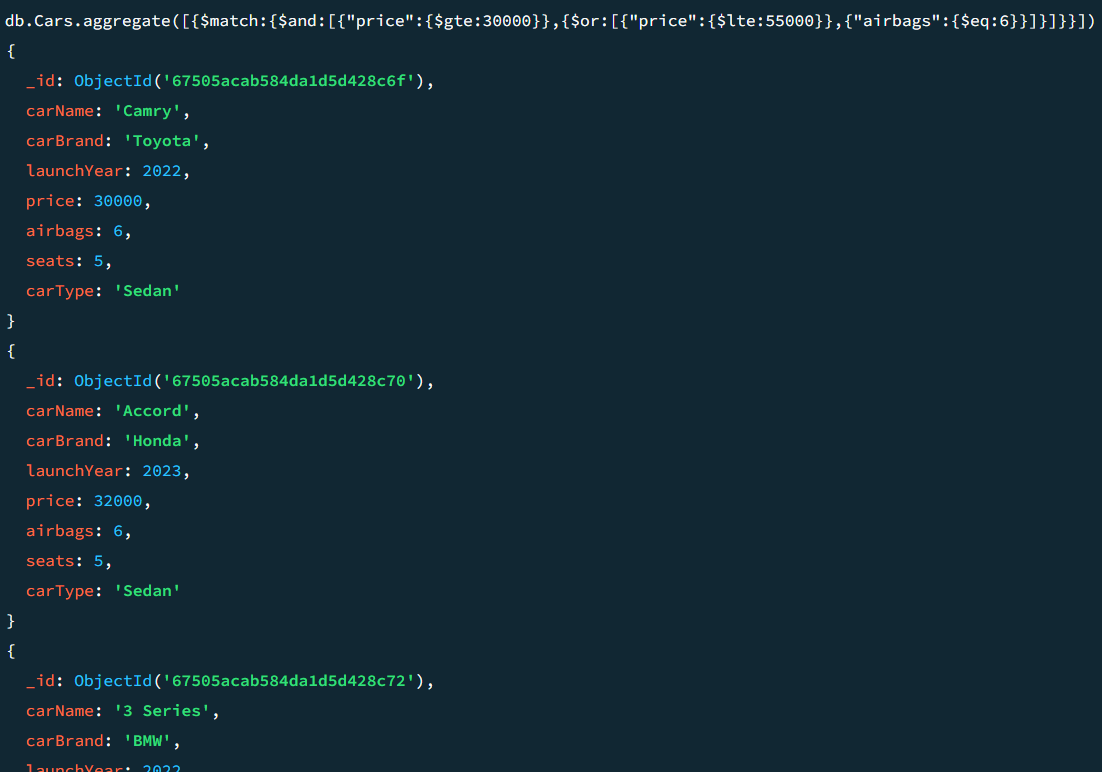 db.Cars.aggregate([{$match:{$and:[{"price":{$gte:30000}},{$or:[{"price":{$lte:55000}},{"airbags":{$eq:6}}]}]}}])
{
_id: ObjectId('67505acab584da1d5d428c6f'),
carName: 'Camry',
carBrand: 'Toyota',
launchYear: 2022,
price: 30000,
airbags: 6,
seats: 5,
carType: 'Sedan'
}
{
_id: ObjectId('67505acab584da1d5d428c70'),
carName: 'Accord',
carBrand: 'Honda',
launchYear: 2023,
price: 32000,
airbags: 6,
seats: 5,
carType: 'Sedan'
}
{
_id: ObjectId('67505acab584da1d5d428c72'),
carName: '3 Series',
carBrand: 'BMW',
launchYear: 2022